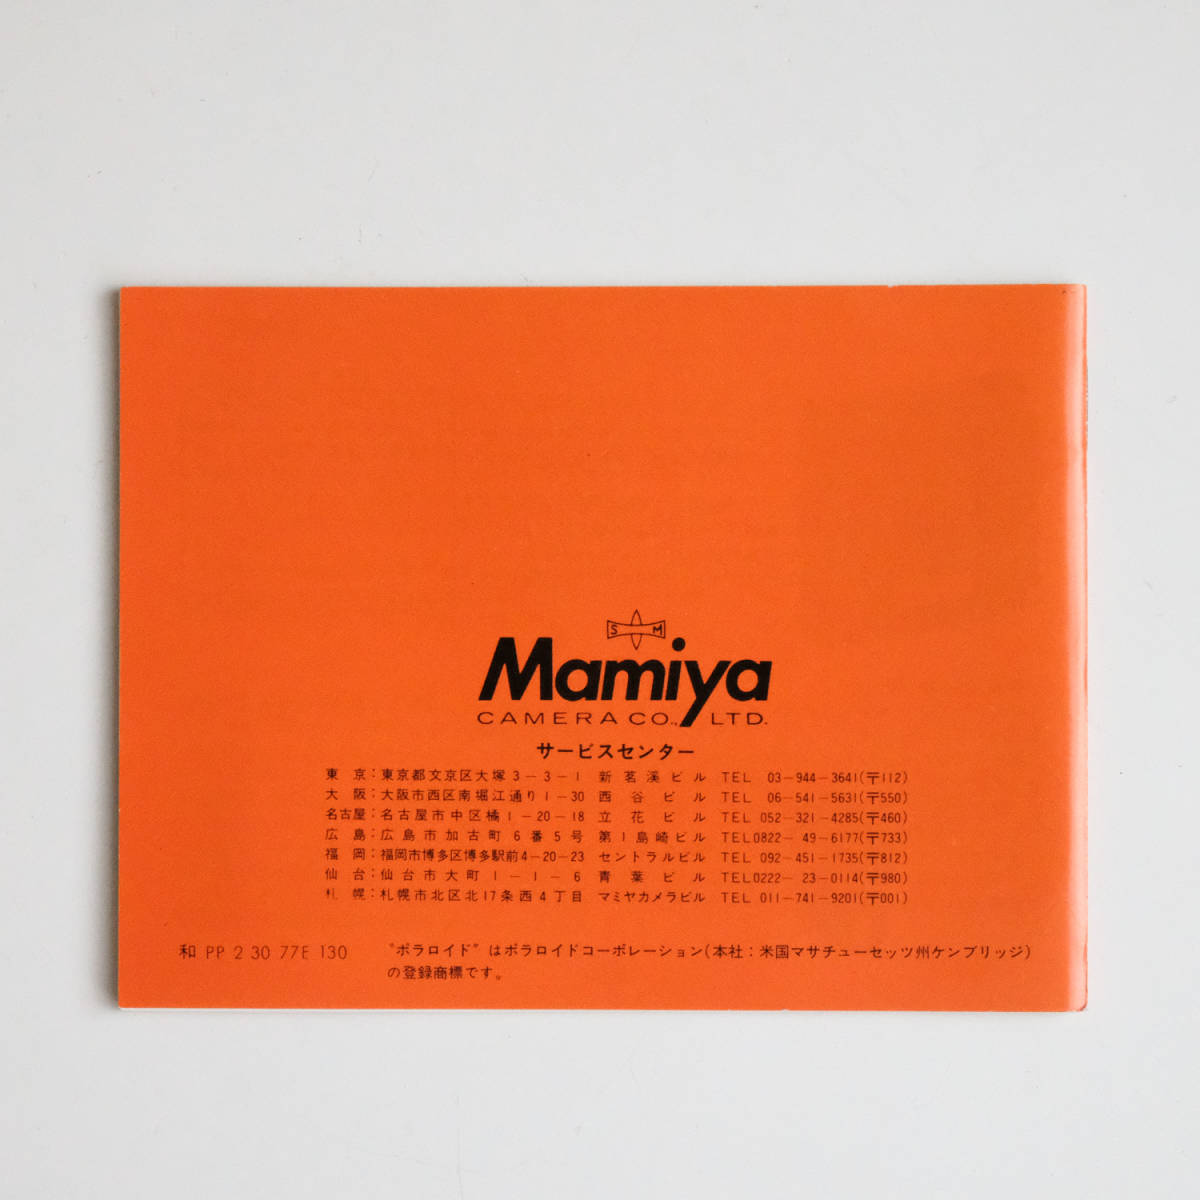 S M
Mamiya
CAMERA CO., LTD.
サービスセンター
東京：東京都文京区大塚3－3－1 新茗溪ビル TEL 03－944－3641(〒112)
大阪：大阪市西区南堀江通り1－30 西谷ビル TEL 06－541－5631(〒550)
名古屋：名古屋市中区橘1－20－18 立花ビル TEL 052－321－4285(〒460)
広島：広島市加古町6番5号 第1島崎ビル TEL0822－49－6177(〒733)
福岡：福岡市博多区博多駅前4－20－23 セントラルビル TEL 092－451－1735(〒812)
仙台：仙台市大町1－1－6 青葉ビル TEL0222－23－0114(〒980)
札幌：札幌市北区北17条西4丁目 マミヤカメラビル TEL 011－741－9201(〒001)
和 PP 2 30 77E 130
“ポラロイド”はポラロイドコーポレーション(本社：米国マサチューセッツ州ケンブリッジ)
の登録商標です。